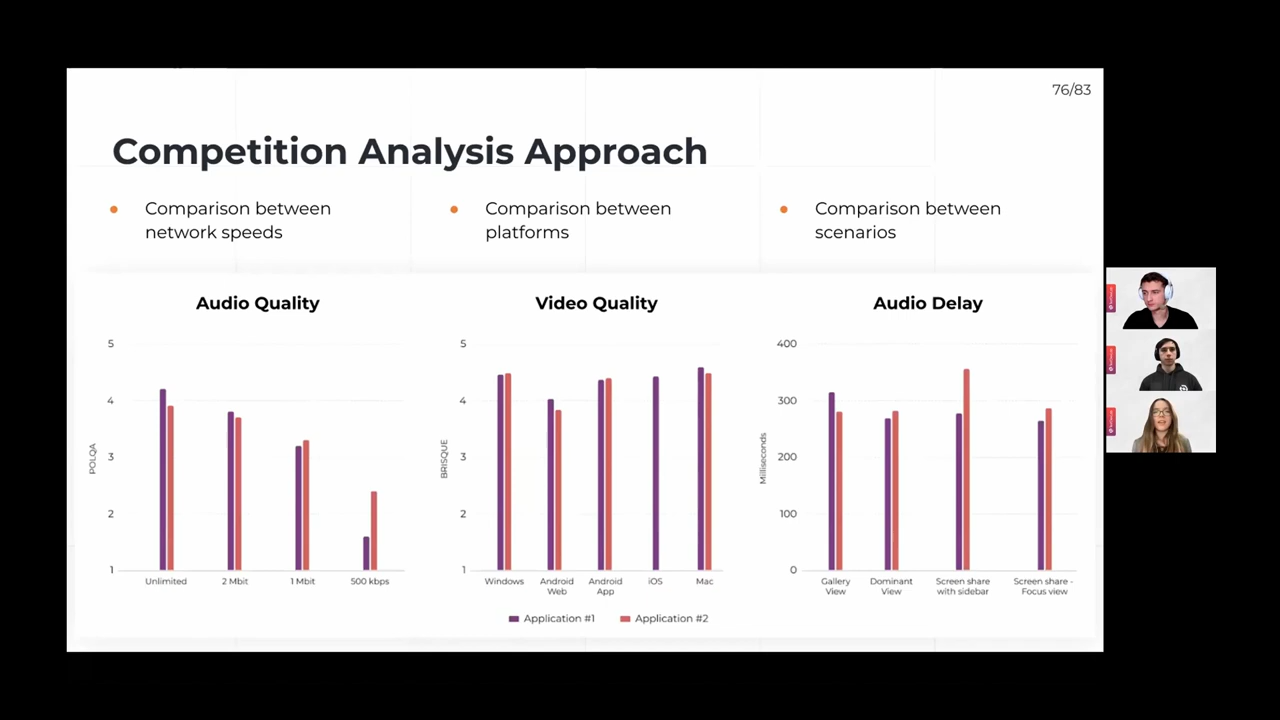 76/83
Competition Analysis Approach
Comparison between
network speeds
Comparison between
platforms
Comparison between
scenarios
Audio Quality
5
4
3
2
1
POLQA
Unlimited
2 Mbit
1 Mbit
500 kbps
Video Quality
5
4
3
2
1
BRISQUE
Windows
Android
Web
Android
App
iOS
Mac
Audio Delay
400
300
200
100
0
Milliseconds
Gallery
View
Dominant
View
Screen share
with sidebar
Screen share -
Focus view
Application #1
Application #2